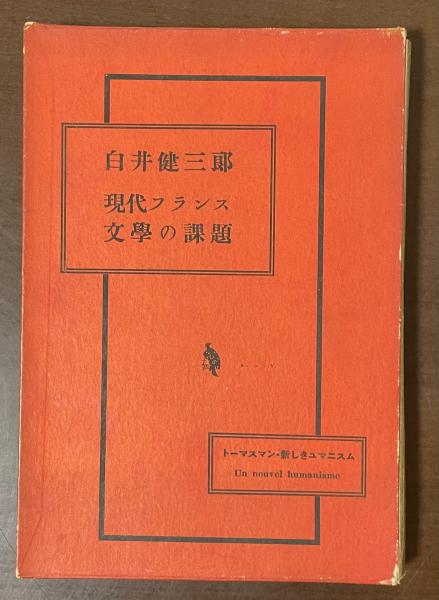 白井健三郎
現代フランス
文學の課題
トーマスマン・新しきユマニスム
Un nouvel humanisme